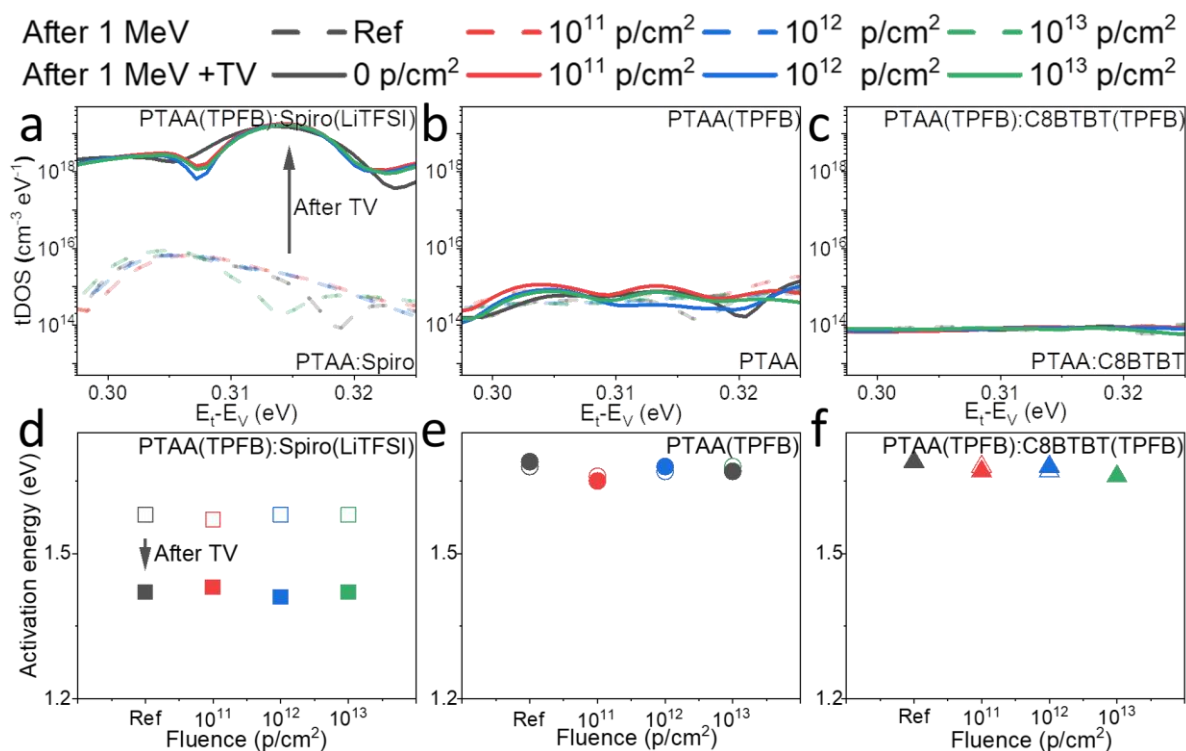 After 1 MeV Ref 10¹¹ p/cm² 10¹² p/cm² 10¹³ p/cm²
After 1 MeV +TV 0 p/cm² 10¹¹ p/cm² 10¹² p/cm² 10¹³ p/cm²
a PTAA(TPFB):Spiro(LiTFSI)
tDOS (cm⁻³ eV⁻¹)
10¹⁸
10¹⁶
10¹⁴
After TV
PTAA:Spiro
0.30 0.31 0.32
Eₜ-Eᵥ (eV)
b PTAA(TPFB)
10¹⁸
10¹⁶
10¹⁴
PTAA
0.30 0.31 0.32
Eₜ-Eᵥ (eV)
c PTAA(TPFB):C8BTBT(TPFB)
10¹⁸
10¹⁶
10¹⁴
PTAA:C8BTBT
0.30 0.31 0.32
Eₜ-Eᵥ (eV)
d PTAA(TPFB):Spiro(LiTFSI)
Activation energy (eV)
1.5
1.2
After TV
Ref 10¹¹ 10¹² 10¹³
Fluence (p/cm²)
e PTAA(TPFB)
1.5
1.2
Ref 10¹¹ 10¹² 10¹³
Fluence (p/cm²)
f PTAA(TPFB):C8BTBT(TPFB)
1.5
1.2
Ref 10¹¹ 10¹² 10¹³
Fluence (p/cm²)